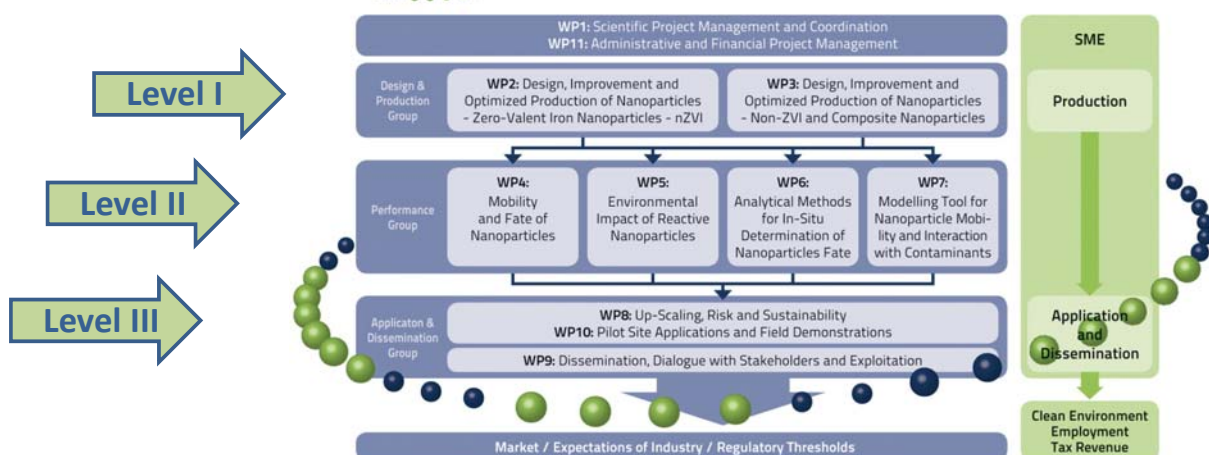 WP1: Scientific Project Management and Coordination
WP11: Administrative and Financial Project Management
SME
Level I
Design &
Production
Group
WP2: Design, Improvement and
Optimized Production of Nanoparticles
- Zero-Valent Iron Nanoparticles - nZVI
WP3: Design, Improvement and
Optimized Production of Nanoparticles
- Non-ZVI and Composite Nanoparticles
Production
Level II
Performance
Group
WP4:
Mobility
and Fate of
Nanoparticles
WP5:
Environmental
Impact of Reactive
Nanoparticles
WP6:
Analytical Methods
for In-Situ
Determination of
Nanoparticles Fate
WP7:
Modelling Tool for
Nanoparticle Mobi-
lity and Interaction
with Contaminants
Level III
Applicaton &
Dissemination
Group
WP8: Up-Scaling, Risk and Sustainability
WP10: Pilot Site Applications and Field Demonstrations
WP9: Dissemination, Dialogue with Stakeholders and Exploitation
Application
and
Dissemination
Market / Expectations of Industry / Regulatory Thresholds
Clean Environment
Employment
Tax Revenue